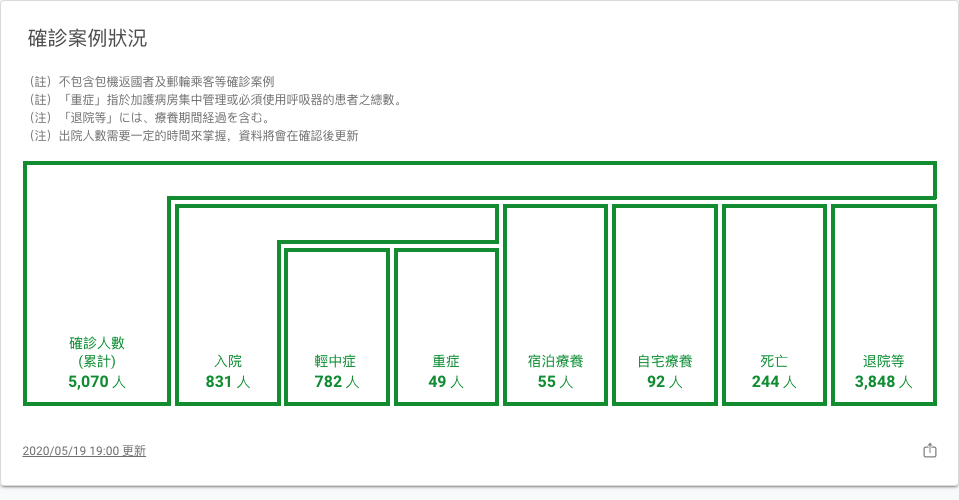 確診案例狀況
（註）不包含包機返國者及郵輪乘客等確診案例
（註）「重症」指於加護病房集中管理或必須使用呼吸器的患者之總數。
（注）「退院等」には、療養期間経過を含む。
（注）出院人數需要一定的時間來掌握，資料將會在確認後更新
確診人數
(累計)
5,070 人
入院
831 人
輕中症
782 人
重症
49 人
宿泊療養
55 人
自宅療養
92 人
死亡
244 人
退院等
3,848 人
2020/05/19 19:00 更新